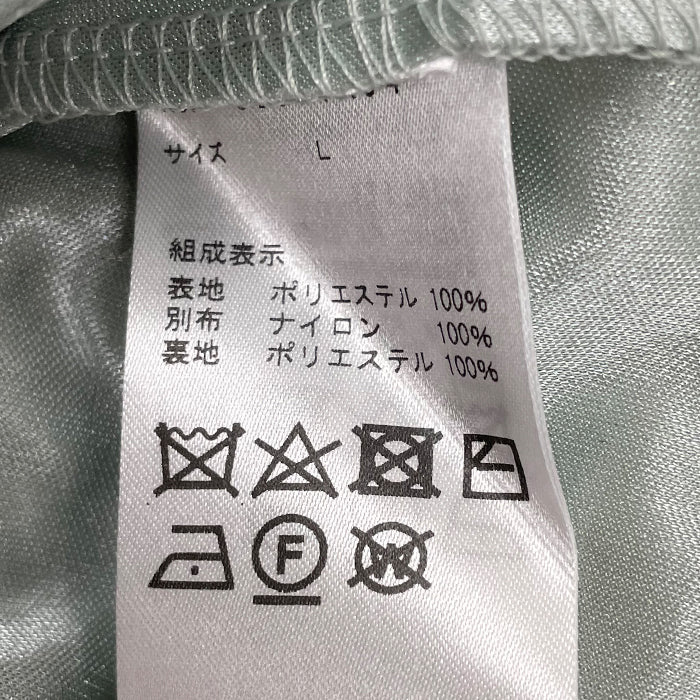 サイズ L
組成表示
表地 ポリエステル 100%
別布 ナイロン 100%
裏地 ポリエステル 100%
F W